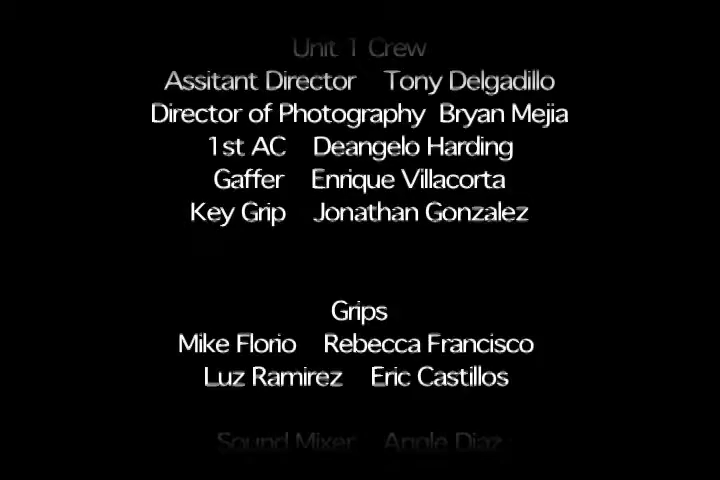 Unit 1 Crew
Assitant Director Tony Delgadillo
Director of Photography Bryan Mejia
1st AC Deangelo Harding
Gaffer Enrique Villacorta
Key Grip Jonathan Gonzalez
Grips
Mike Florio Rebecca Francisco
Luz Ramirez Eric Castillos
Sound Mixer Angle Diaz